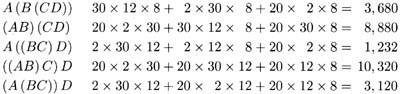 A (B (CD)) 30 × 12 × 8 + 2 × 30 × 8 + 20 × 2 × 8 = 3,680
(AB) (CD) 20 × 2 × 30 + 30 × 12 × 8 + 20 × 30 × 8 = 8,880
A ((BC) D) 2 × 30 × 12 + 2 × 12 × 8 + 20 × 2 × 8 = 1,232
((AB) C) D 20 × 2 × 30 + 20 × 30 × 12 + 20 × 12 × 8 = 10,320
(A (BC)) D 2 × 30 × 12 + 20 × 2 × 12 + 20 × 12 × 8 = 3,120